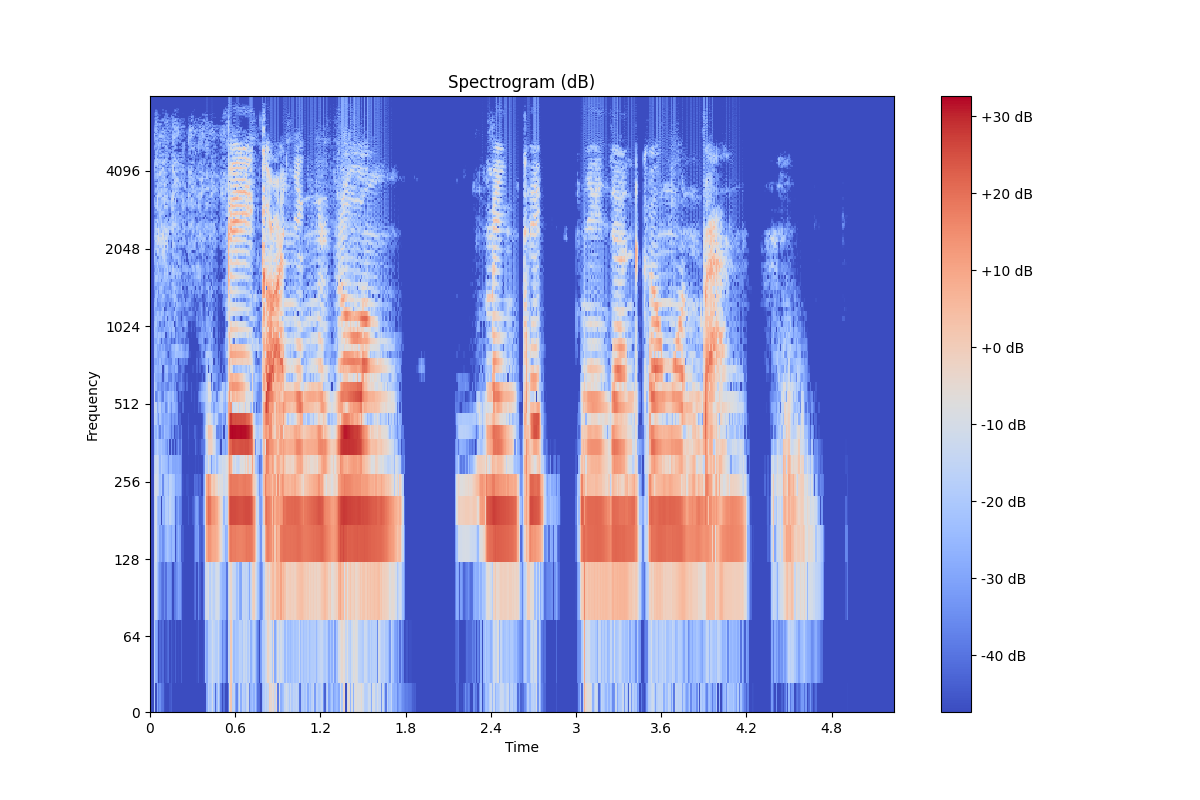 Spectrogram (dB)
Frequency
4096
2048
1024
512
256
128
64
0
0 0.6 1.2 1.8 2.4 3 3.6 4.2 4.8
Time
+30 dB
+20 dB
+10 dB
+0 dB
-10 dB
-20 dB
-30 dB
-40 dB